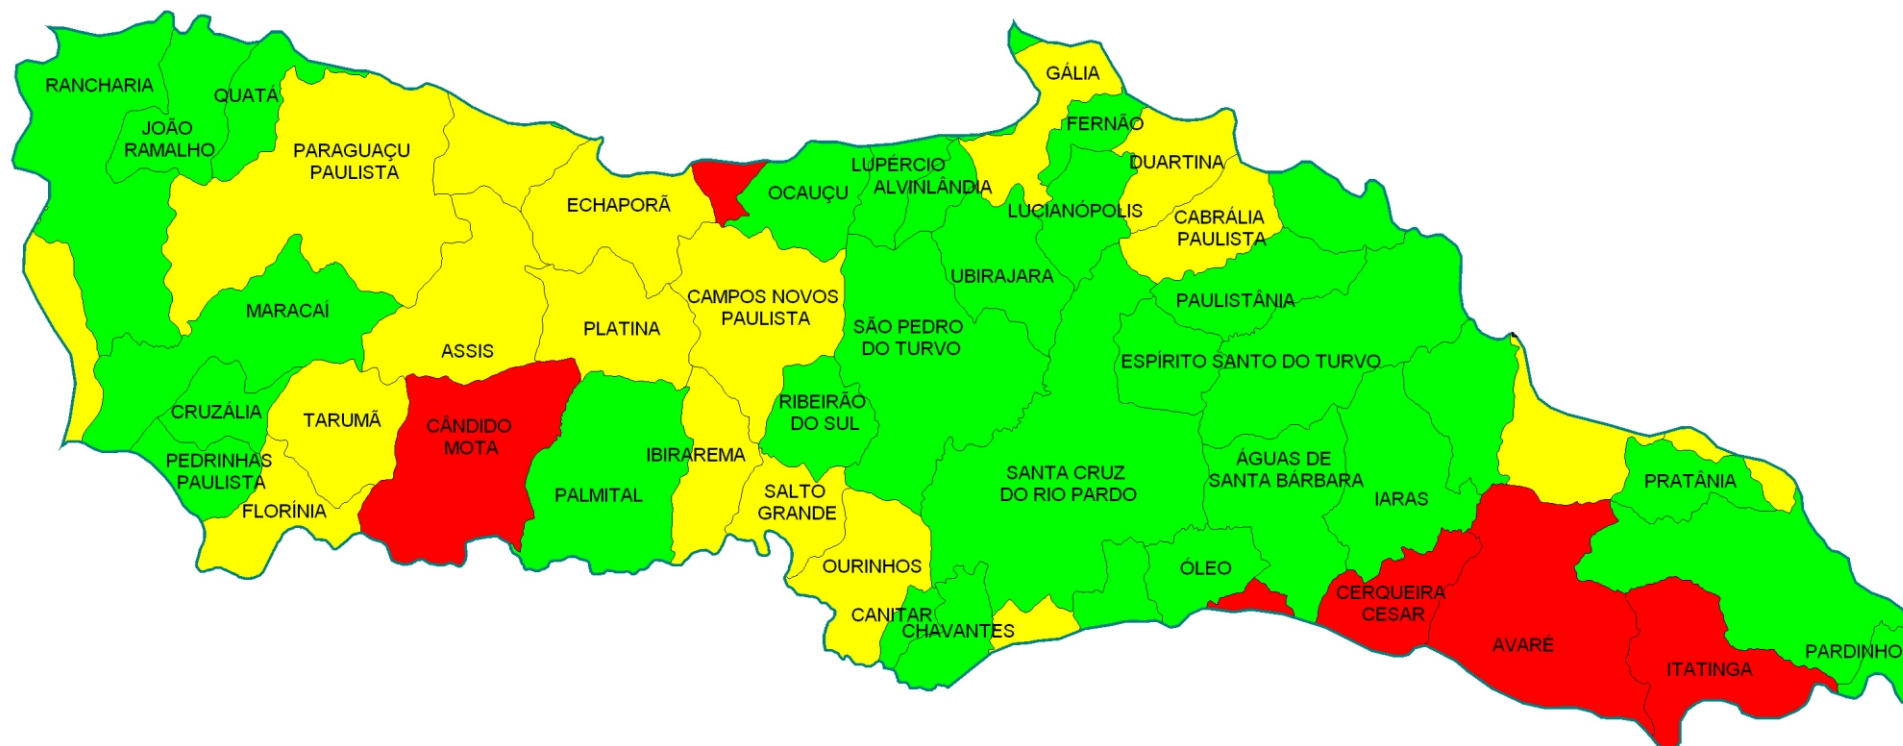 RANCHARIA
QUATÁ
JOÃO
RAMALHO
PARAGUAÇU
PAULISTA
GÁLIA
FERNÃO
DUARTINA
LUPÉRCIO
ALVINLÂNDIA
OCAUÇU
ECHAPORÃ
LUCIANÓPOLIS
CABRÁLIA
PAULISTA
UBIRAJARA
PAULISTÂNIA
CAMPOS NOVOS
PAULISTA
MARACAÍ
PLATINA
SÃO PEDRO
DO TURVO
ASSIS
ESPÍRITO SANTO DO TURVO
CRUZÁLIA
TARUMÃ
CÂNDIDO
MOTA
RIBEIRÃO
DO SUL
IBIRAREMA
PEDRINHAS
PAULISTA
ÁGUAS DE
SANTA BÁRBARA
SANTA CRUZ
DO RIO PARDO
PRATÂNIA
PALMITAL
SALTO
GRANDE
IARAS
FLORÍNIA
OURINHOS
ÓLEO
CERQUEIRA
CESAR
CANITAR
CHAVANTES
AVARÉ
PARDINHO
ITATINGA